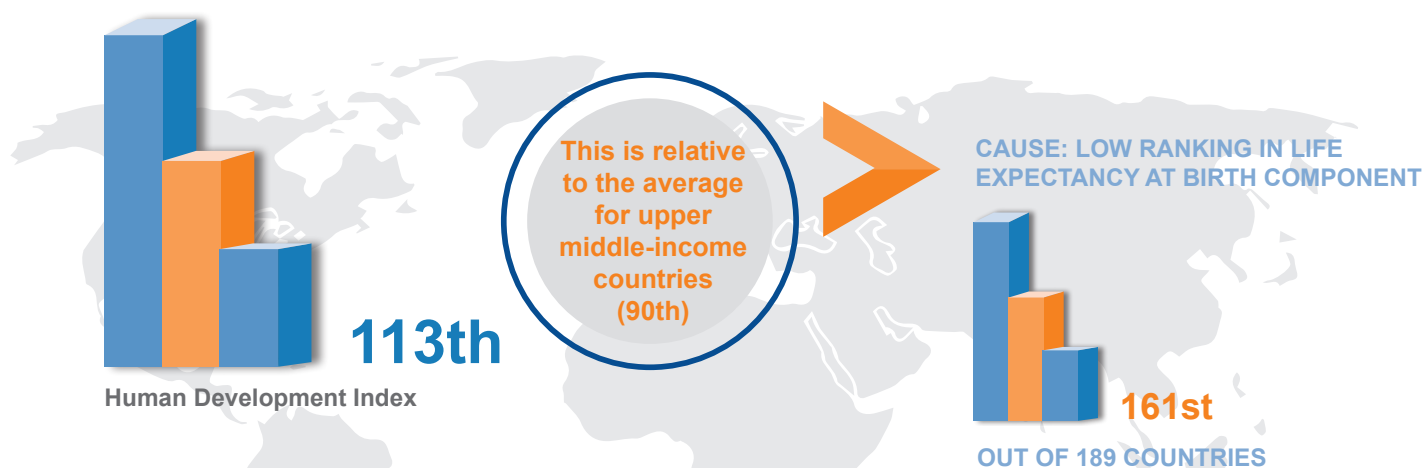 113th
Human Development Index
This is relative
to the average
for upper
middle-income
countries
(90th)
CAUSE: LOW RANKING IN LIFE
EXPECTANCY AT BIRTH COMPONENT
161st
OUT OF 189 COUNTRIES